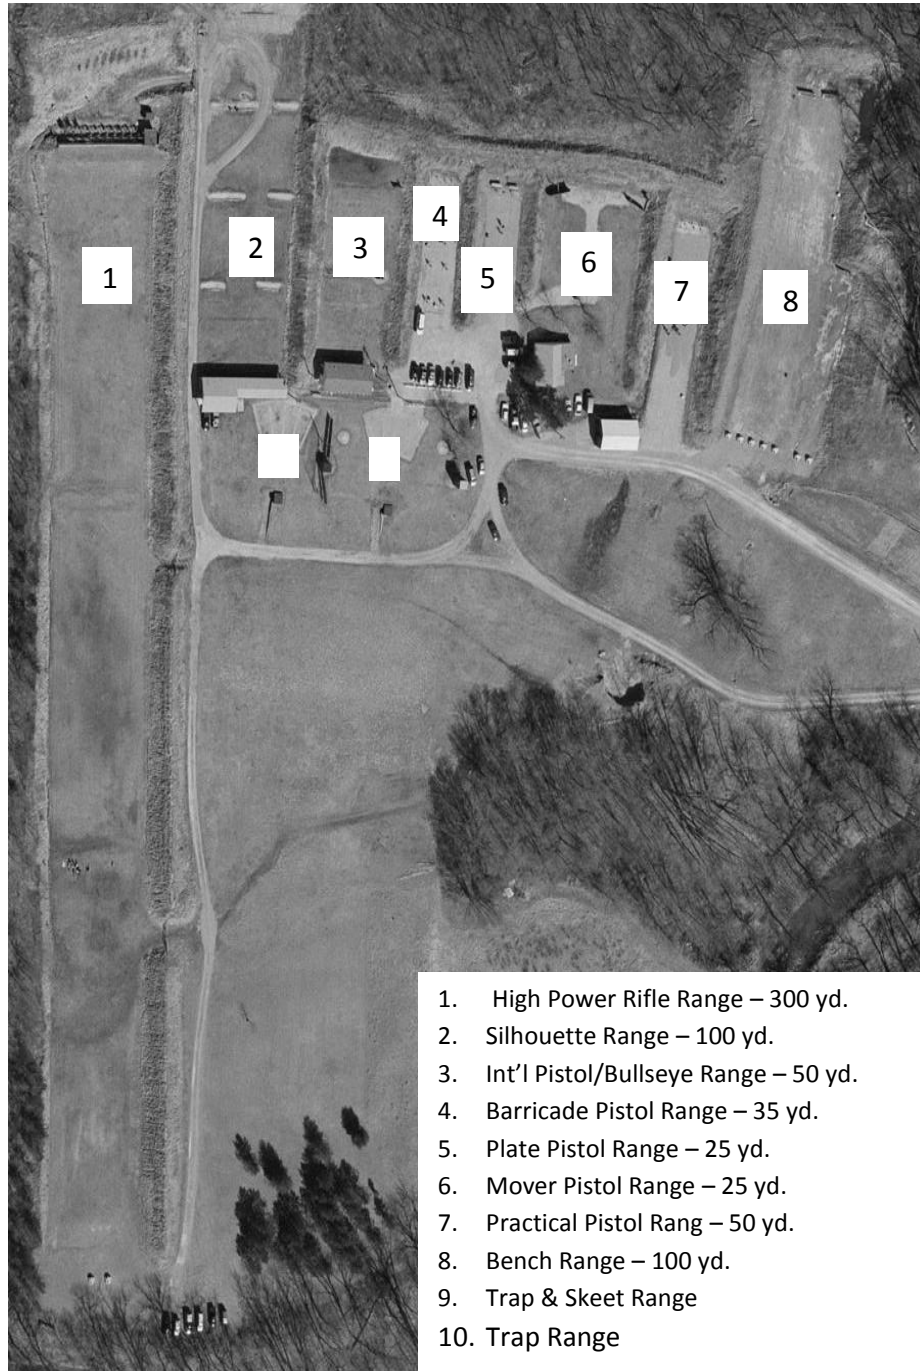 1
2
3
4
5
6
7
8
1. High Power Rifle Range – 300 yd.
2. Silhouette Range – 100 yd.
3. Int’l Pistol/Bullseye Range – 50 yd.
4. Barricade Pistol Range – 35 yd.
5. Plate Pistol Range – 25 yd.
6. Mover Pistol Range – 25 yd.
7. Practical Pistol Rang – 50 yd.
8. Bench Range – 100 yd.
9. Trap & Skeet Range
10. Trap Range